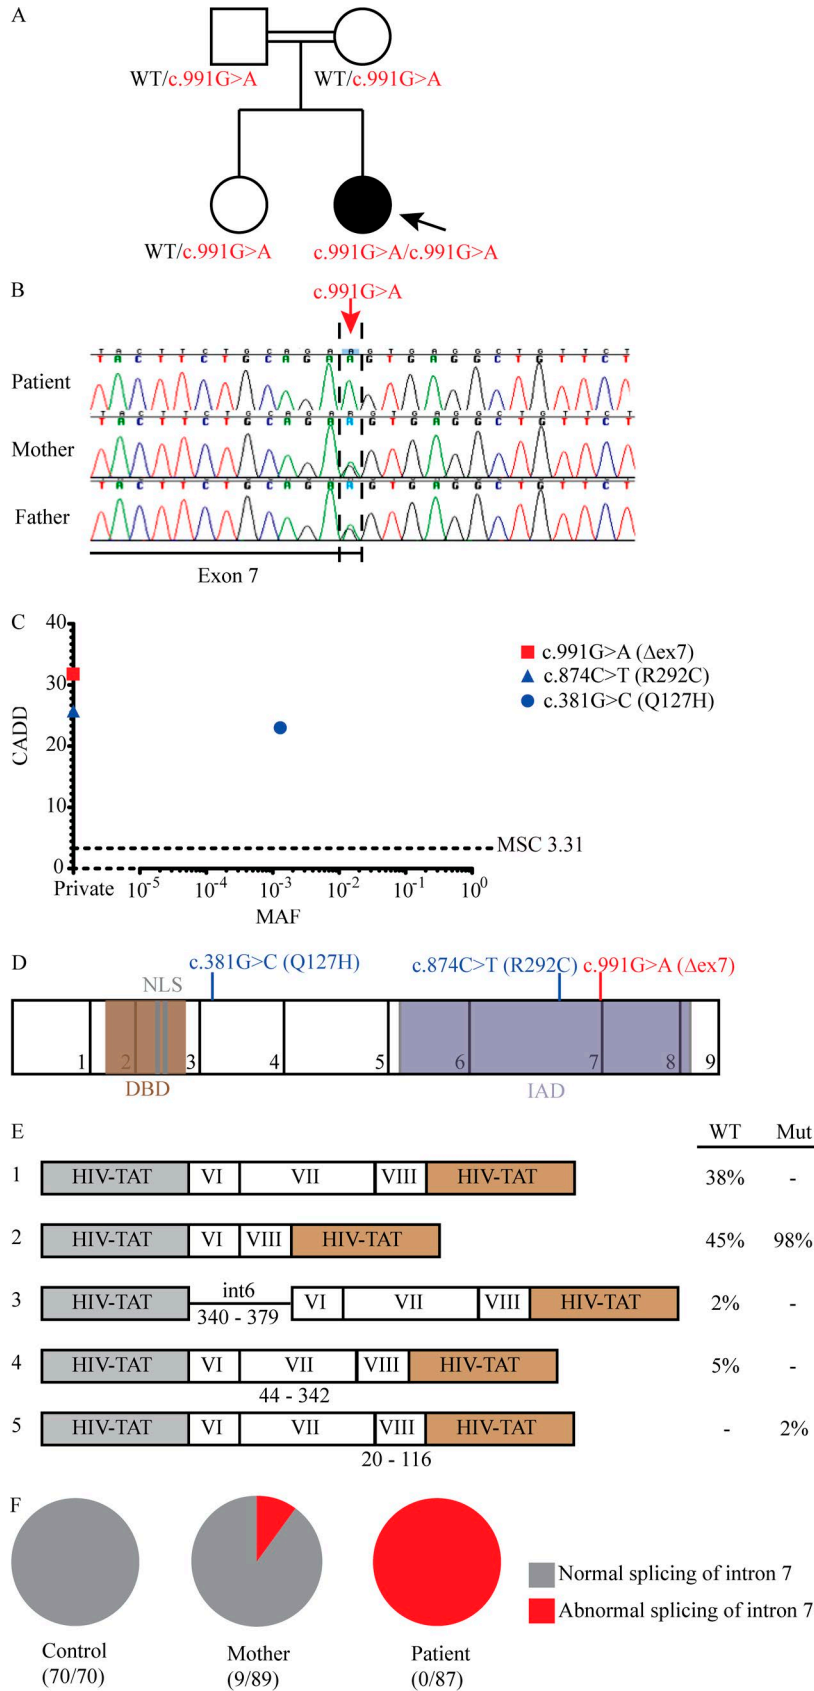 A
WT/c.991G>A WT/c.991G>A
WT/c.991G>A c.991G>A/c.991G>A
B
c.991G>A
T A C T T C T G C A G A A G T G A G G C T G T T C T
T A C T T C T G C A G A A G T G A G G C T G T T C T
Patient
T A C T T C T G C A G A A G T G A G G C T G T T C T
T A C T T C T G C A G A A G T G A G G C T G T T C T
Mother
T A C T T C T G C A G A A G T G A G G C T G T T C T
T A C T T C T G C A G A A G T G A G G C T G T T C T
Father
Exon 7
C
40
30
20
10
0
CADD
c.991G>A (Δex7)
c.874C>T (R292C)
c.381G>C (Q127H)
MSC 3.31
Private 10-5 10-4 10-3 10-2 10-1 100
MAF
D
c.381G>C (Q127H) c.874C>T (R292C) c.991G>A (Δex7)
NLS
1 2 3 4 5 6 7 8 9
DBD IAD
E WT Mut
1 HIV-TAT VI VII VIII HIV-TAT 38% -
2 HIV-TAT VI VIII HIV-TAT 45% 98%
3 HIV-TAT int6 VI VII VIII HIV-TAT 2% -
340 - 379
4 HIV-TAT VI VII VIII HIV-TAT 5% -
44 - 342
5 HIV-TAT VI VII VIII HIV-TAT - 2%
20 - 116
F
Normal splicing of intron 7
Abnormal splicing of intron 7
Control Mother Patient
(70/70) (9/89) (0/87)